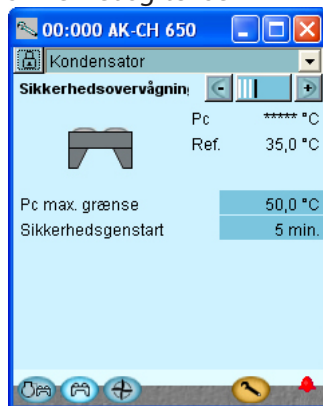 00:000 AK-CH 650
Kondensator
Sikkerhedsovervågnin
Pc ***** °C
Ref. 35,0 °C
Pc max. grænse 50,0 °C
Sikkerhedsgenstart 5 min.